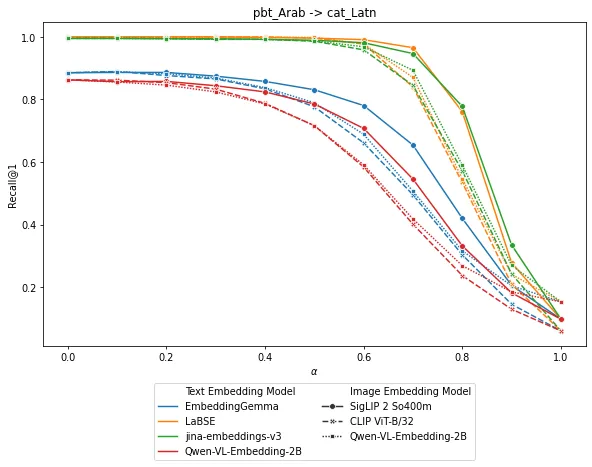 pbt_Arab -> cat_Latn
Recall@1
1.0
0.8
0.6
0.4
0.2
0.0 0.2 0.4 0.6 0.8 1.0
α
Text Embedding Model
EmbeddingGemma
LaBSE
jina-embeddings-v3
Qwen-VL-Embedding-2B
Image Embedding Model
SigLIP 2 So400m
CLIP ViT-B/32
Qwen-VL-Embedding-2B